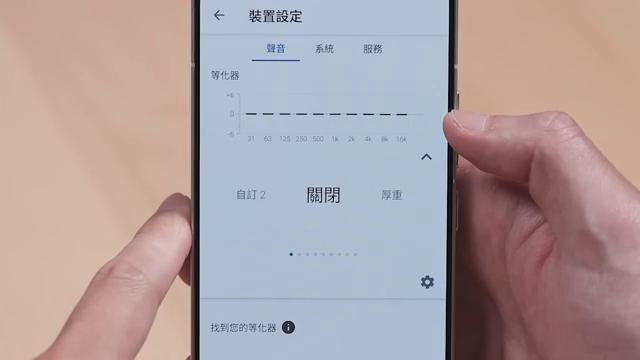 裝置設定
聲音 系統 服務
等化器
+6
0
-6
31 63 125 250 500 1k 2k 4k 8k 16k
自訂 2 關閉 厚重
找到您的等化器